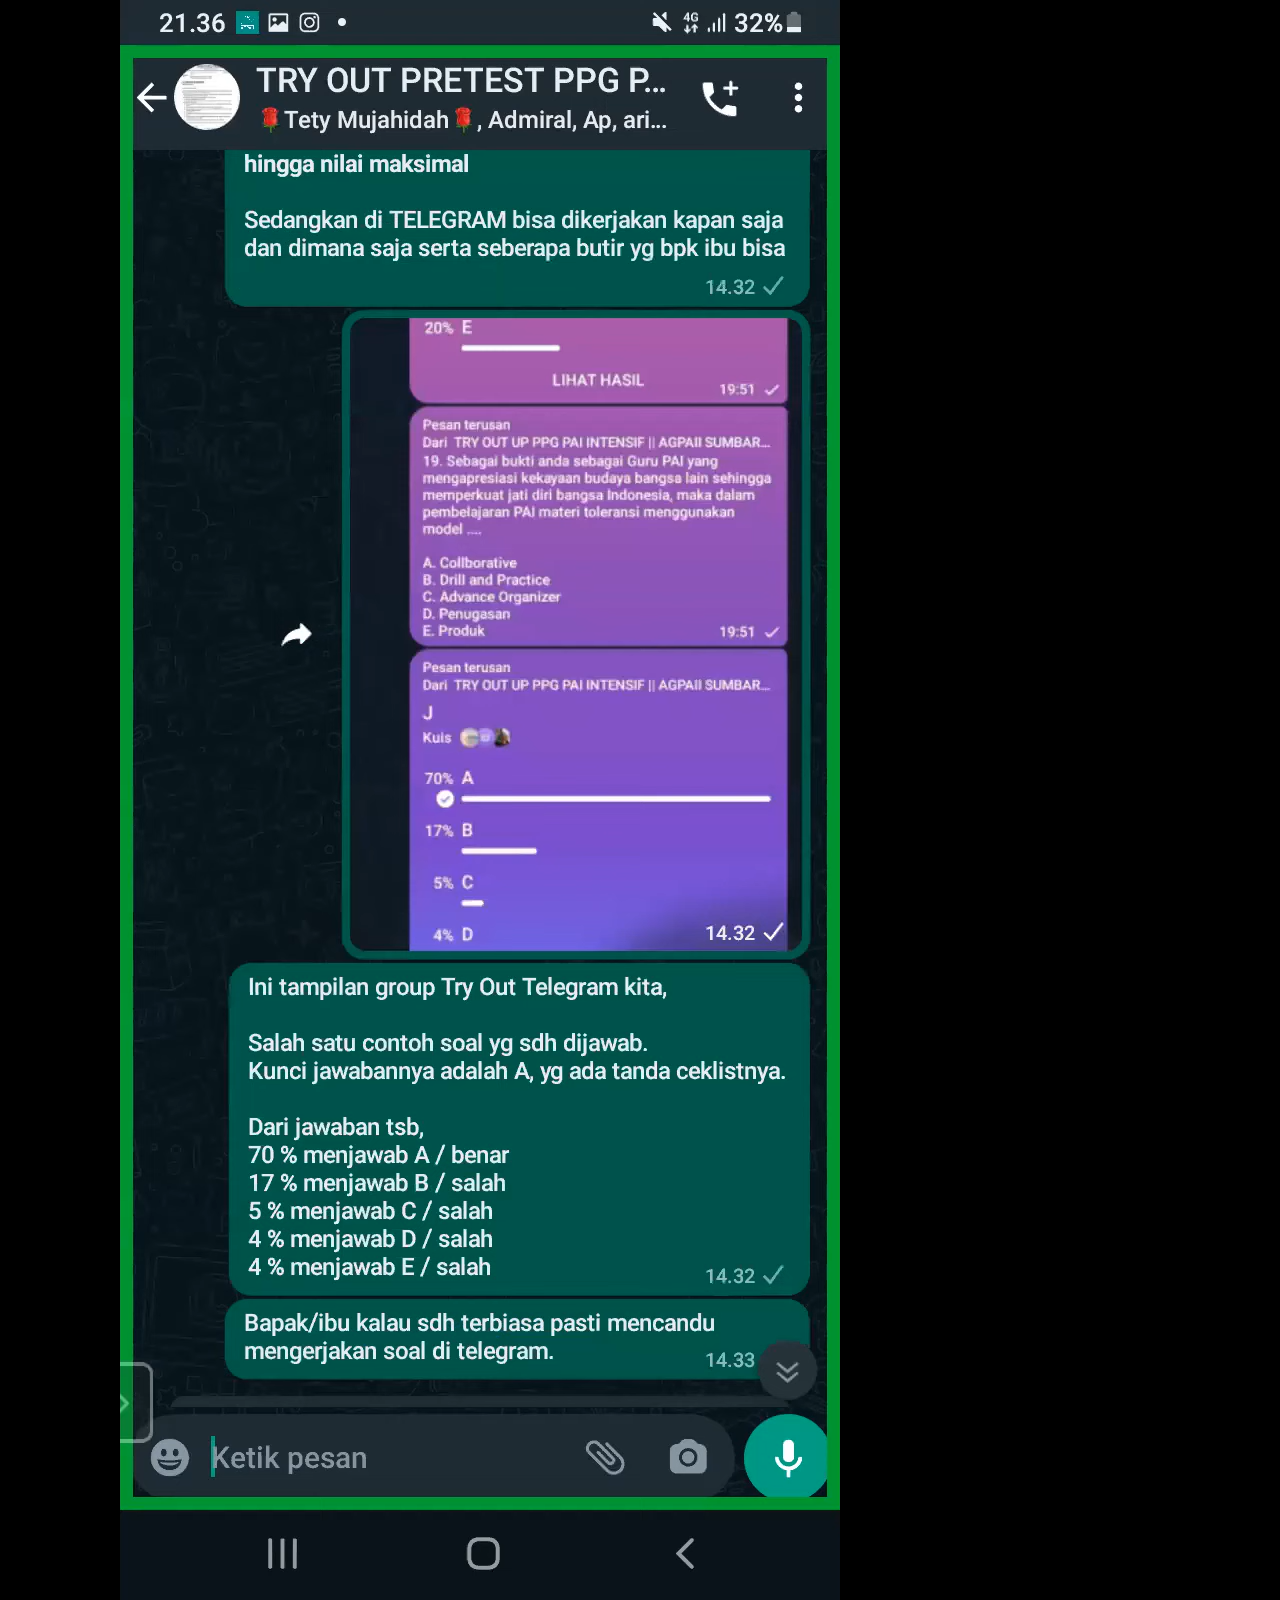 21.36
4G
32%
TRY OUT PRETEST PPG P...
Tety Mujahidah, Admiral, Ap, ari...
hingga nilai maksimal
Sedangkan di TELEGRAM bisa dikerjakan kapan saja
dan dimana saja serta seberapa butir yg bpk ibu bisa
14.32
20% E
LIHAT HASIL
19:51
Pesan terusan
Dari TRY OUT UP PPG PAI INTENSIF || AGPAII SUMBAR...
19. Sebagai bukti anda sebagai Guru PAI yang
mengapresiasi kekayaan budaya bangsa lain sehingga
memperkuat jati diri bangsa Indonesia, maka dalam
pembelajaran PAI materi toleransi menggunakan
model ....
A. Collborative
B. Drill and Practice
C. Advance Organizer
D. Penugasan
E. Produk
19:51
Pesan terusan
Dari TRY OUT UP PPG PAI INTENSIF || AGPAII SUMBAR...
J
Kuis
70% A
17% B
5% C
4% D
14.32
Ini tampilan group Try Out Telegram kita,
Salah satu contoh soal yg sdh dijawab.
Kunci jawabannya adalah A, yg ada tanda ceklistnya.
Dari jawaban tsb,
70 % menjawab A / benar
17 % menjawab B / salah
5 % menjawab C / salah
4 % menjawab D / salah
4 % menjawab E / salah
14.32
Bapak/ibu kalau sdh terbiasa pasti mencandu
mengerjakan soal di telegram.
14.33
Ketik pesan